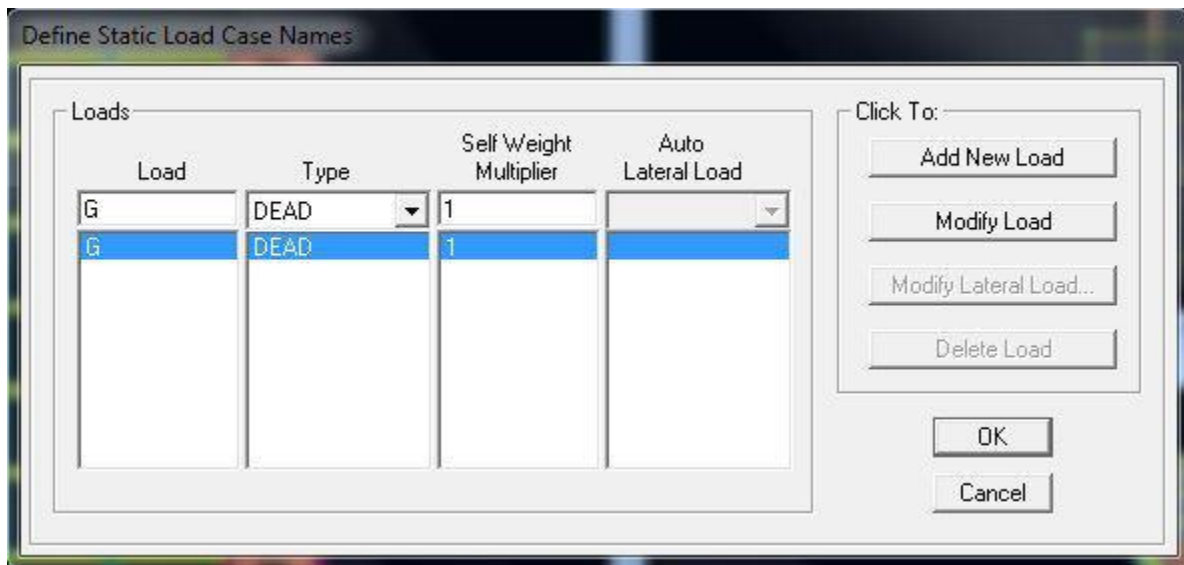 Define Static Load Case Names
Loads
Load Type Self Weight Multiplier Auto Lateral Load
G DEAD 1
G DEAD 1
Click To:
Add New Load
Modify Load
Modify Lateral Load...
Delete Load
OK
Cancel